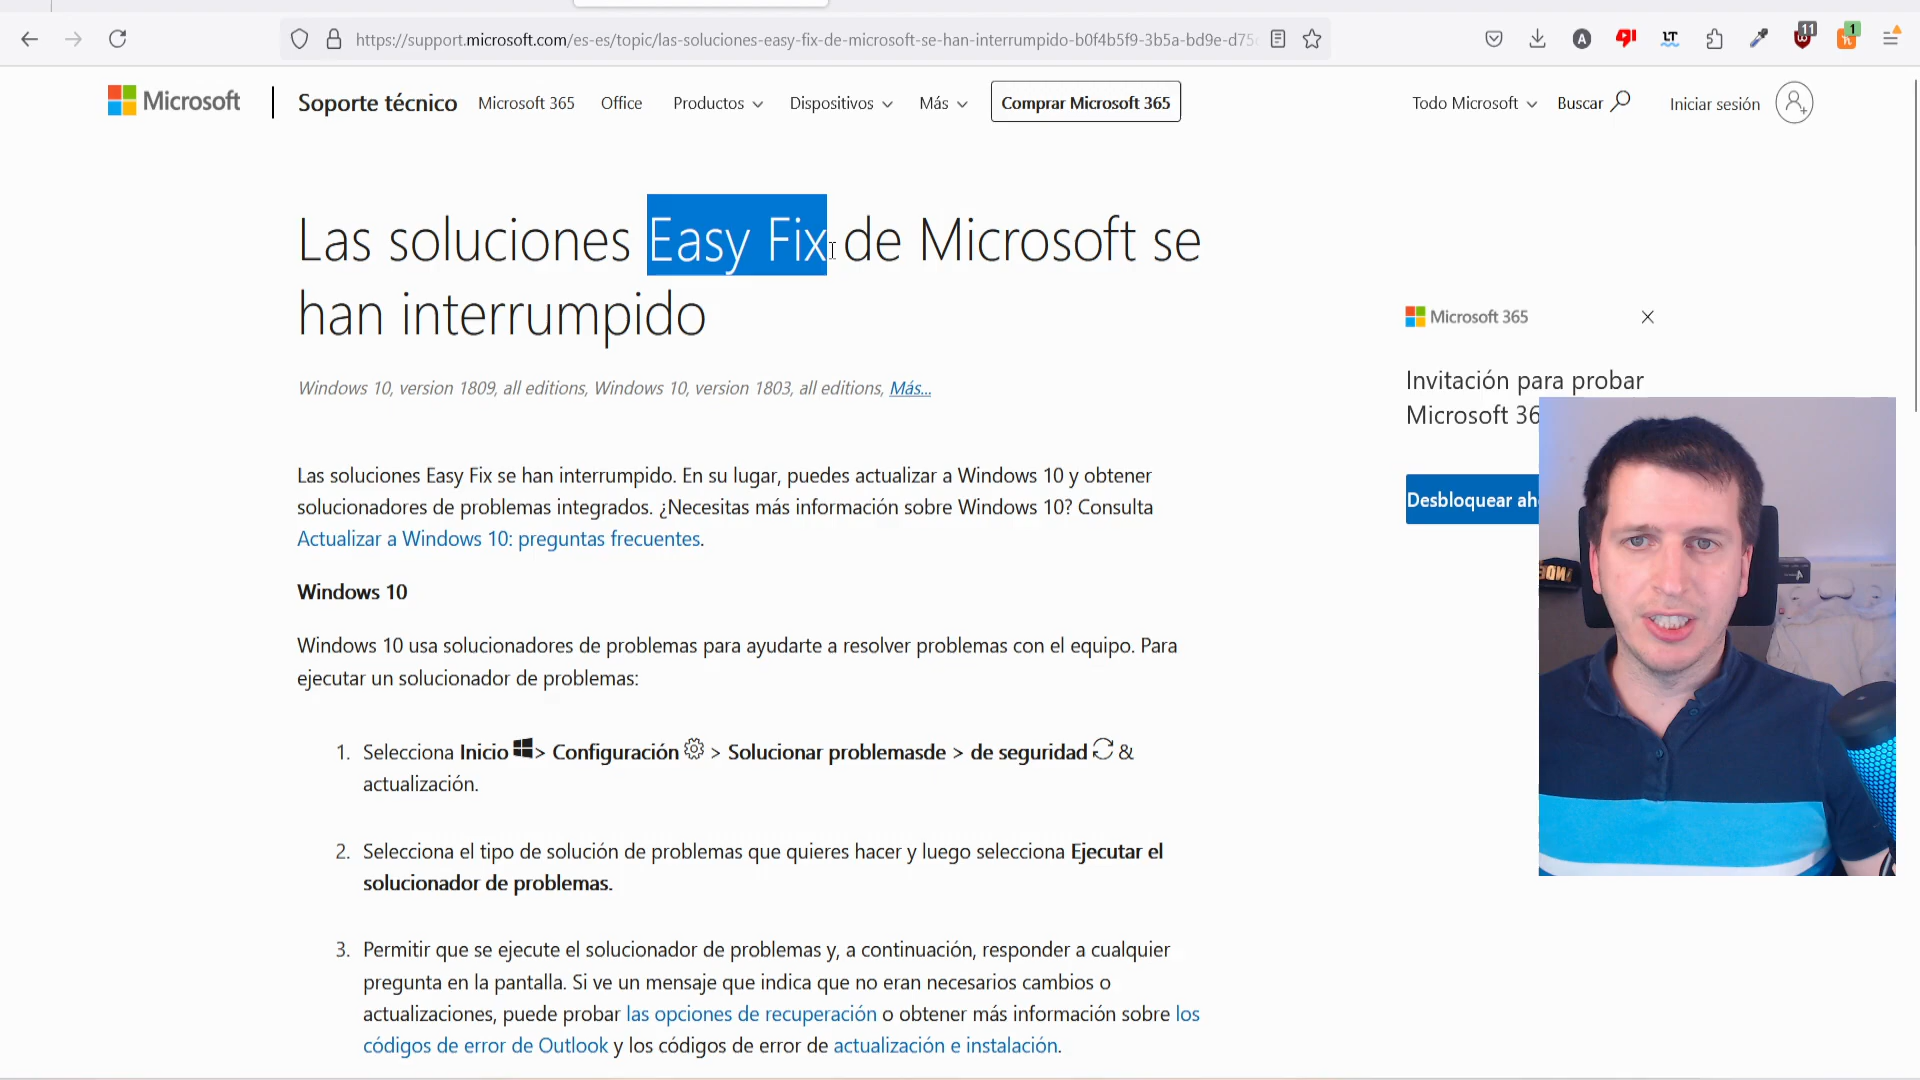 https://support.microsoft.com/es-es/topic/las-soluciones-easy-fix-de-microsoft-se-han-interrumpido-b0f4b5f9-3b5a-bd9e-d75
A
LT
11
1
Microsoft
Soporte técnico
Microsoft 365
Office
Productos
Dispositivos
Más
Comprar Microsoft 365
Todo Microsoft
Buscar
Iniciar sesión
Las soluciones Easy Fix de Microsoft se
han interrumpido
Windows 10, version 1809, all editions, Windows 10, version 1803, all editions, Más...
Microsoft 365
Invitación para probar
Microsoft 36
Desbloquear ah
Las soluciones Easy Fix se han interrumpido. En su lugar, puedes actualizar a Windows 10 y obtener
solucionadores de problemas integrados. ¿Necesitas más información sobre Windows 10? Consulta
Actualizar a Windows 10: preguntas frecuentes.
Windows 10
Windows 10 usa solucionadores de problemas para ayudarte a resolver problemas con el equipo. Para
ejecutar un solucionador de problemas:
1. Selecciona Inicio > Configuración > Solucionar problemasde > de seguridad &
actualización.
2. Selecciona el tipo de solución de problemas que quieres hacer y luego selecciona Ejecutar el
solucionador de problemas.
3. Permitir que se ejecute el solucionador de problemas y, a continuación, responder a cualquier
pregunta en la pantalla. Si ve un mensaje que indica que no eran necesarios cambios o
actualizaciones, puede probar las opciones de recuperación o obtener más información sobre los
códigos de error de Outlook y los códigos de error de actualización e instalación.